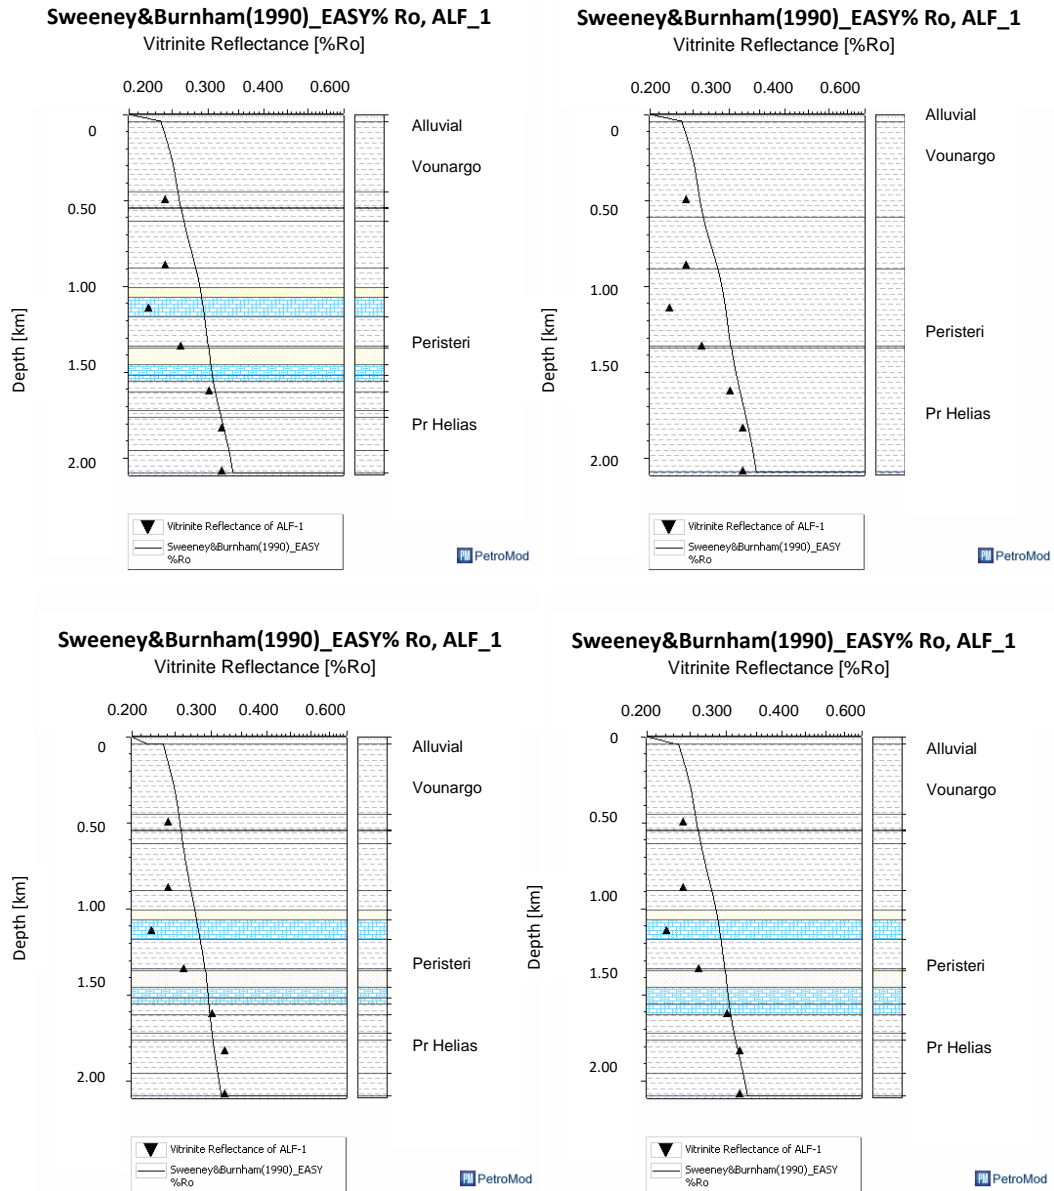 Sweeney&Burnham(1990)_EASY% Ro, ALF_1
Vitrinite Reflectance [%Ro]
0.200 0.300 0.400 0.600
Depth [km]
0
0.50
1.00
1.50
2.00
Alluvial
Vounargo
Peristeri
Pr Helias
Vitrinite Reflectance of ALF-1
Sweeney&Burnham(1990)_EASY
%Ro
PM PetroMod
Sweeney&Burnham(1990)_EASY% Ro, ALF_1
Vitrinite Reflectance [%Ro]
0.200 0.300 0.400 0.600
Depth [km]
0
0.50
1.00
1.50
2.00
Alluvial
Vounargo
Peristeri
Pr Helias
Vitrinite Reflectance of ALF-1
Sweeney&Burnham(1990)_EASY
%Ro
PM PetroMod
Sweeney&Burnham(1990)_EASY% Ro, ALF_1
Vitrinite Reflectance [%Ro]
0.200 0.300 0.400 0.600
Depth [km]
0
0.50
1.00
1.50
2.00
Alluvial
Vounargo
Peristeri
Pr Helias
Vitrinite Reflectance of ALF-1
Sweeney&Burnham(1990)_EASY
%Ro
PM PetroMod
Sweeney&Burnham(1990)_EASY% Ro, ALF_1
Vitrinite Reflectance [%Ro]
0.200 0.300 0.400 0.600
Depth [km]
0
0.50
1.00
1.50
2.00
Alluvial
Vounargo
Peristeri
Pr Helias
Vitrinite Reflectance of ALF-1
Sweeney&Burnham(1990)_EASY
%Ro
PM PetroMod